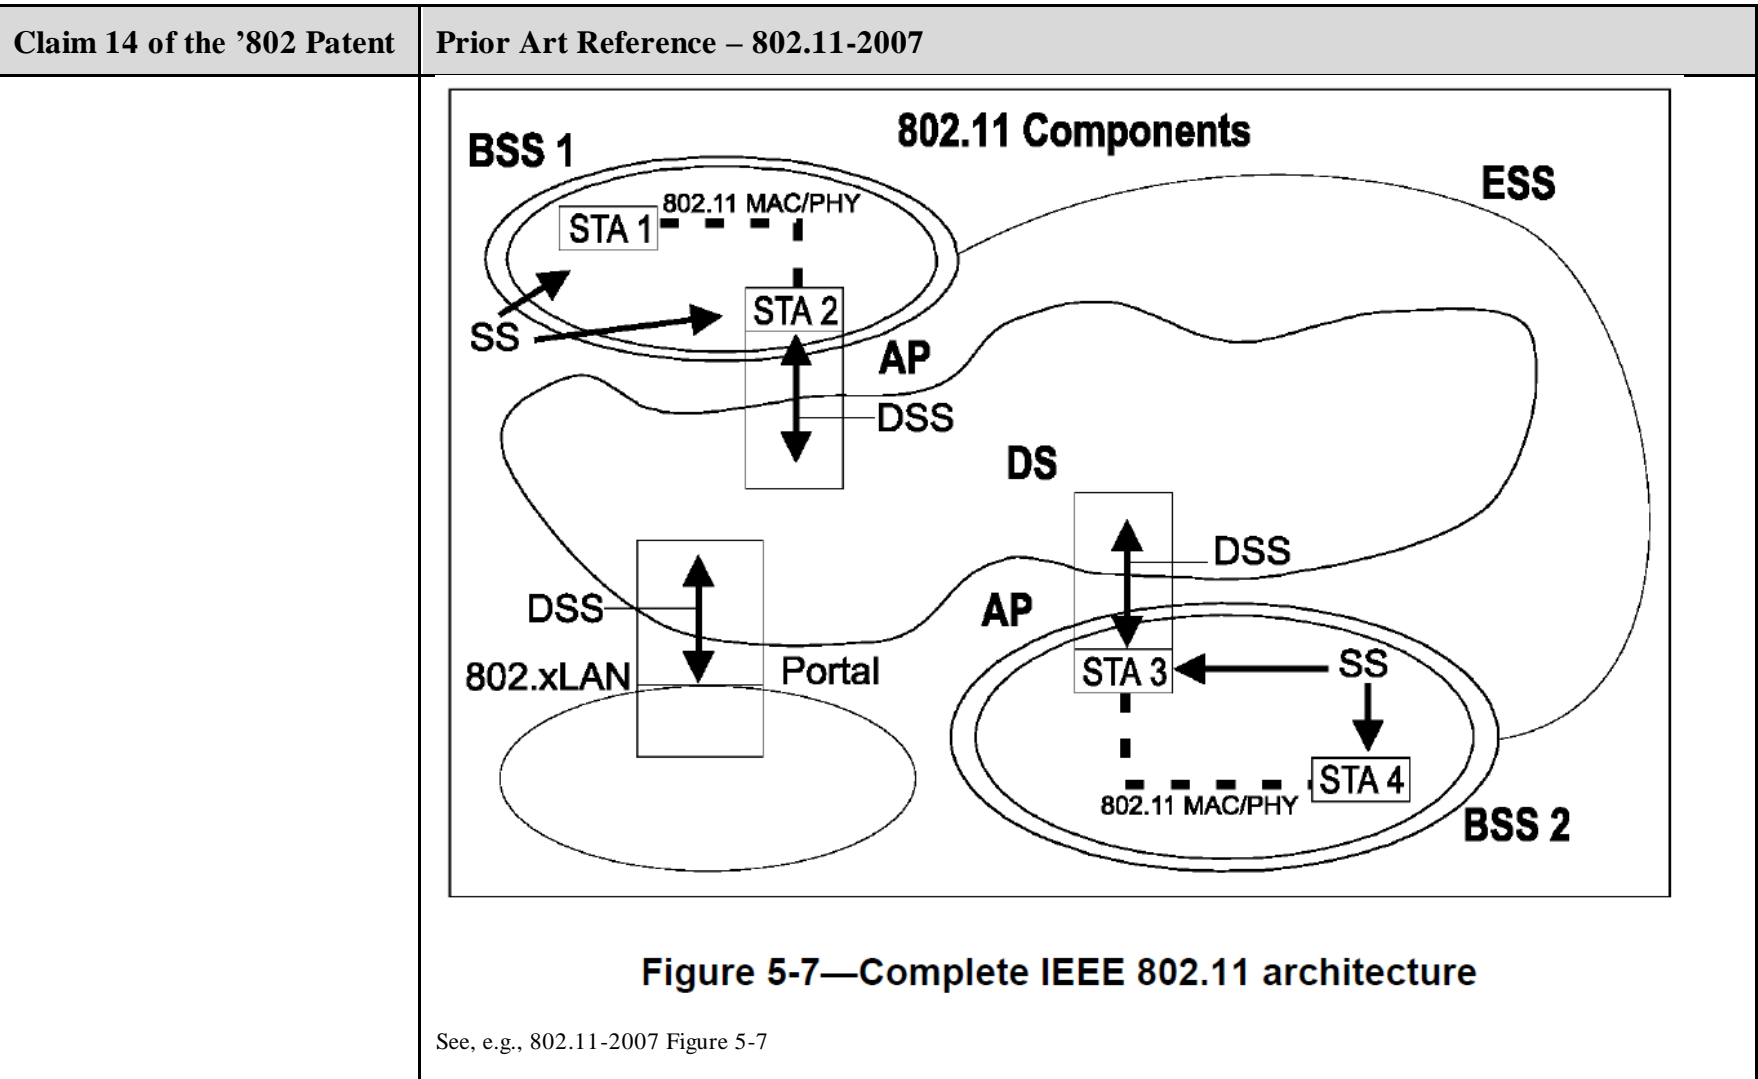 Claim 14 of the ’802 Patent
Prior Art Reference – 802.11-2007
802.11 Components
BSS 1
ESS
802.11 MAC/PHY
STA 1
STA 2
SS
AP
DSS
DS
DSS
DSS
AP
802.xLAN
Portal
STA 3
SS
STA 4
802.11 MAC/PHY
BSS 2
Figure 5-7—Complete IEEE 802.11 architecture
See, e.g., 802.11-2007 Figure 5-7